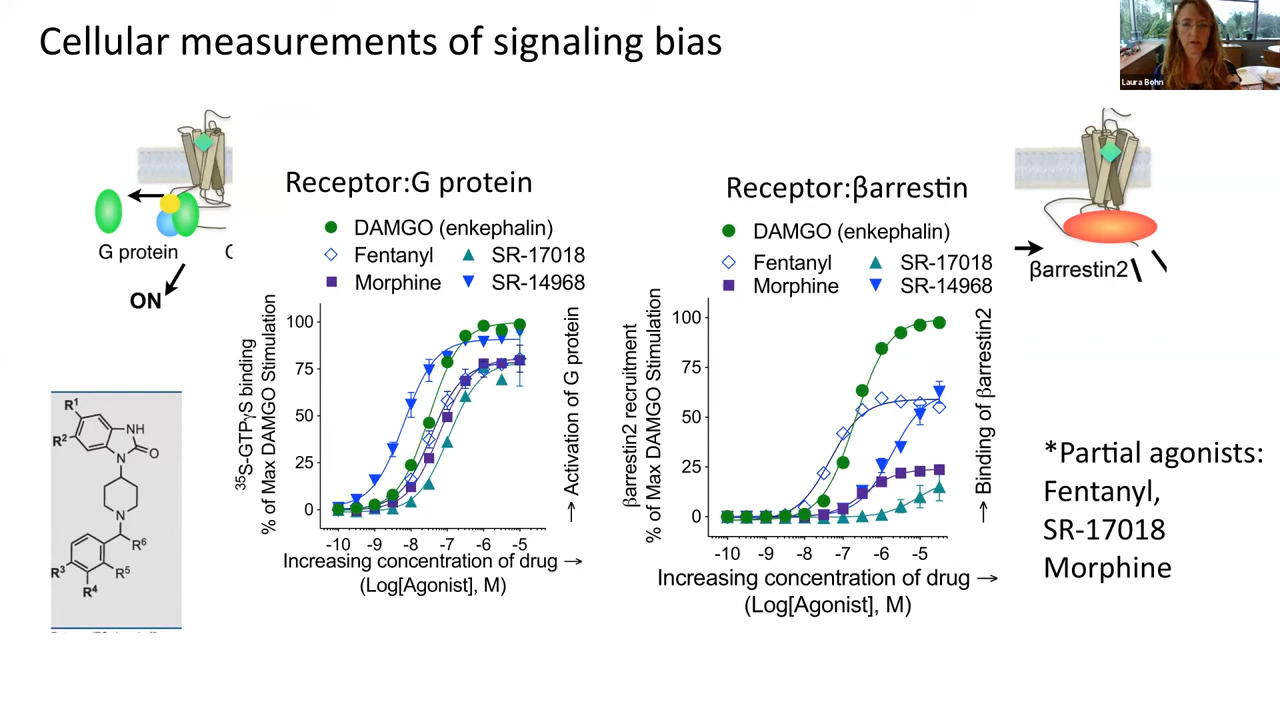 Cellular measurements of signaling bias
Laura Bohn
G protein
ON
Receptor:G protein
DAMGO (enkephalin)
Fentanyl
SR-17018
Morphine
SR-14968
35S-GTPγS binding
% of Max DAMGO Stimulation
100
75
50
25
0
-10 -9 -8 -7 -6 -5
→ Activation of G protein
Increasing concentration of drug →
(Log[Agonist], M)
Receptor:βarrestin
DAMGO (enkephalin)
Fentanyl
SR-17018
Morphine
SR-14968
βarrestin2 recruitment
% of Max DAMGO Stimulation
100
75
50
25
0
-10 -9 -8 -7 -6 -5
→ Binding of βarrestin2
Increasing concentration of drug →
(Log[Agonist], M)
βarrestin2
R1
R2
NH
O
N
N
R6
R3
R5
R4
*Partial agonists:
Fentanyl,
SR-17018
Morphine